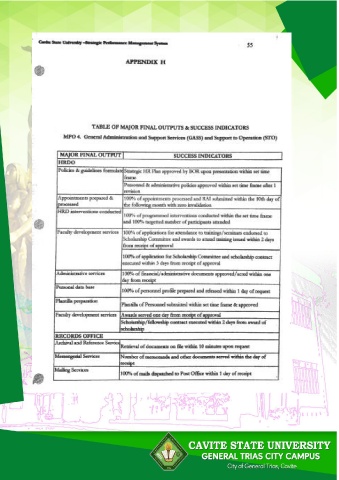 Cavite State University –Strategic Performance Management System
55
APPENDIX H
TABLE OF MAJOR FINAL OUTPUTS & SUCCESS INDICATORS
MFO 4. General Administration and Support Services (GASS) and Support to Operation (STO)
MAJOR FINAL OUTPUT SUCCESS INDICATORS
HRDO
Policies & guidelines formulated Strategic HR Plan approved by BOR upon presentation within set time
frame
Personnel & administrative policies approved within set time frame after 1
revision
Appointments prepared & 100% of appointments processed and RAI submitted within the 10th day of
processed the following month with zero invalidation
HRD interventions conducted
100% of programmed interventions conducted within the set time frame
and 100% targeted number of participants attended
Faculty development services 100% of applications for attendance to trainings/seminars endorsed to
Scholarship Committee and awards to attend training issued within 2 days
from receipt of approval
100% of application for Scholarship Committee and scholarship contract
executed within 3 days from receipt of approval
Administrative services 100% of financial/administrative documents approved/acted within one
day from receipt
Personal data base
100% of personnel profile prepared and released within 1 day of request
Plantilla preparation
Plantilla of Personnel submitted within set time frame & approved
Faculty development services Awards served one day from receipt of approval
Scholarship/fellowship contract executed within 2 days from award of
scholarship
RECORDS OFFICE
Archival and Reference Service
Retrieval of documents on file within 10 minutes upon request
Messengerial Services Number of memoranda and other documents served within the day of
receipt
Mailing Services
100% of mails dispatched to Post Office within 1 day of receipt
CAVITE STATE UNIVERSITY
GENERAL TRIAS CITY CAMPUS
City of General Trias, Cavite